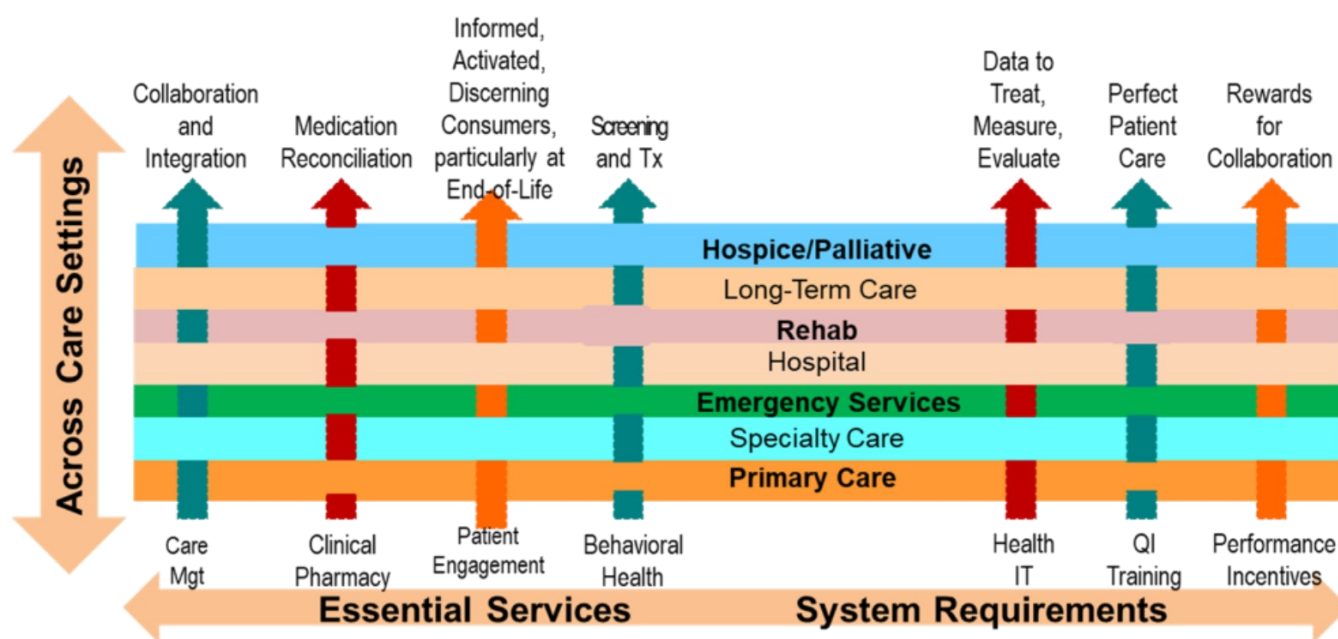 Collaboration
and
Integration
Medication
Reconciliation
Informed,
Activated,
Discerning
Consumers,
particularly at
End-of-Life
Screening
and Tx
Data to
Treat,
Measure,
Evaluate
Perfect
Patient
Care
Rewards
for
Collaboration
Across Care Settings
Hospice/Palliative
Long-Term Care
Rehab
Hospital
Emergency Services
Specialty Care
Primary Care
Care
Mgt
Clinical
Pharmacy
Patient
Engagement
Behavioral
Health
Health
IT
QI
Training
Performance
Incentives
Essential Services
System Requirements